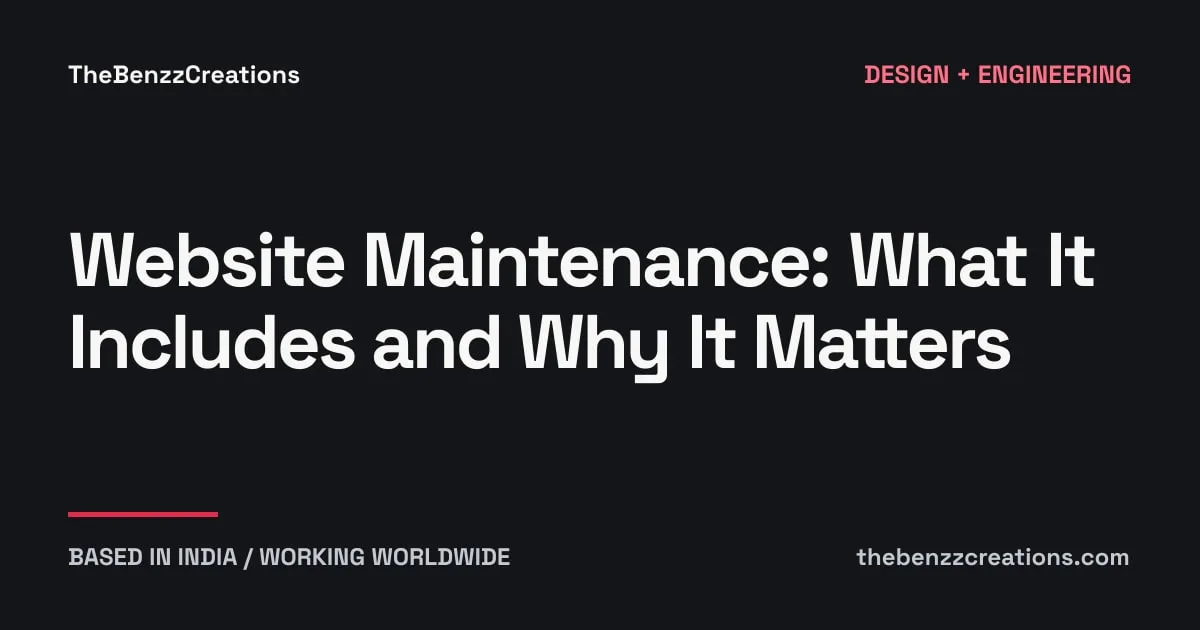 TheBenzzCreations
DESIGN + ENGINEERING
Website Maintenance: What It
Includes and Why It Matters
BASED IN INDIA / WORKING WORLDWIDE
thebenzzcreations.com